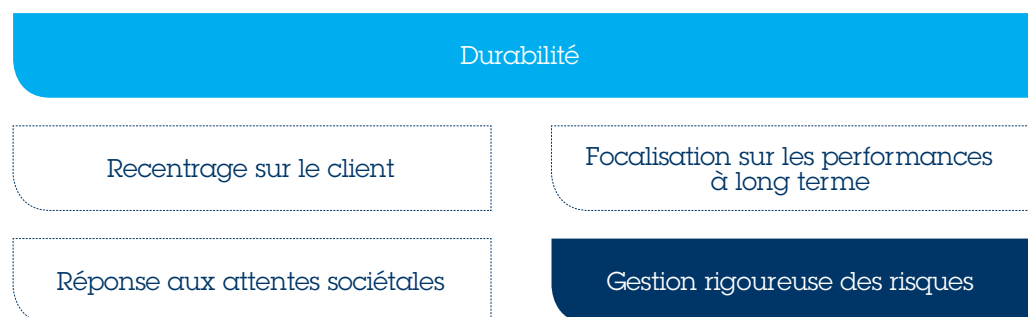 Durabilité
Recentrage sur le client
Focalisation sur les performances
à long terme
Réponse aux attentes sociétales
Gestion rigoureuse des risques